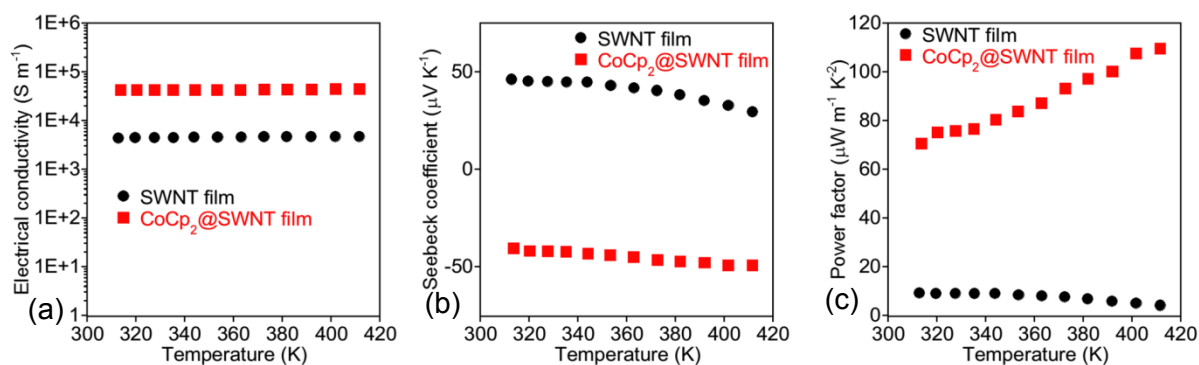 1E+6
1E+5
1E+4
1E+3
1E+2
1E+1
1
Electrical conductivity (S m⁻¹)
SWNT film
CoCp₂@SWNT film
(a)
300 320 340 360 380 400 420
Temperature (K)
50
0
-50
Seebeck coefficient (μV K⁻¹)
SWNT film
CoCp₂@SWNT film
(b)
300 320 340 360 380 400 420
Temperature (K)
120
100
80
60
40
20
0
Power factor (μW m⁻¹ K⁻²)
SWNT film
CoCp₂@SWNT film
(c)
300 320 340 360 380 400 420
Temperature (K)